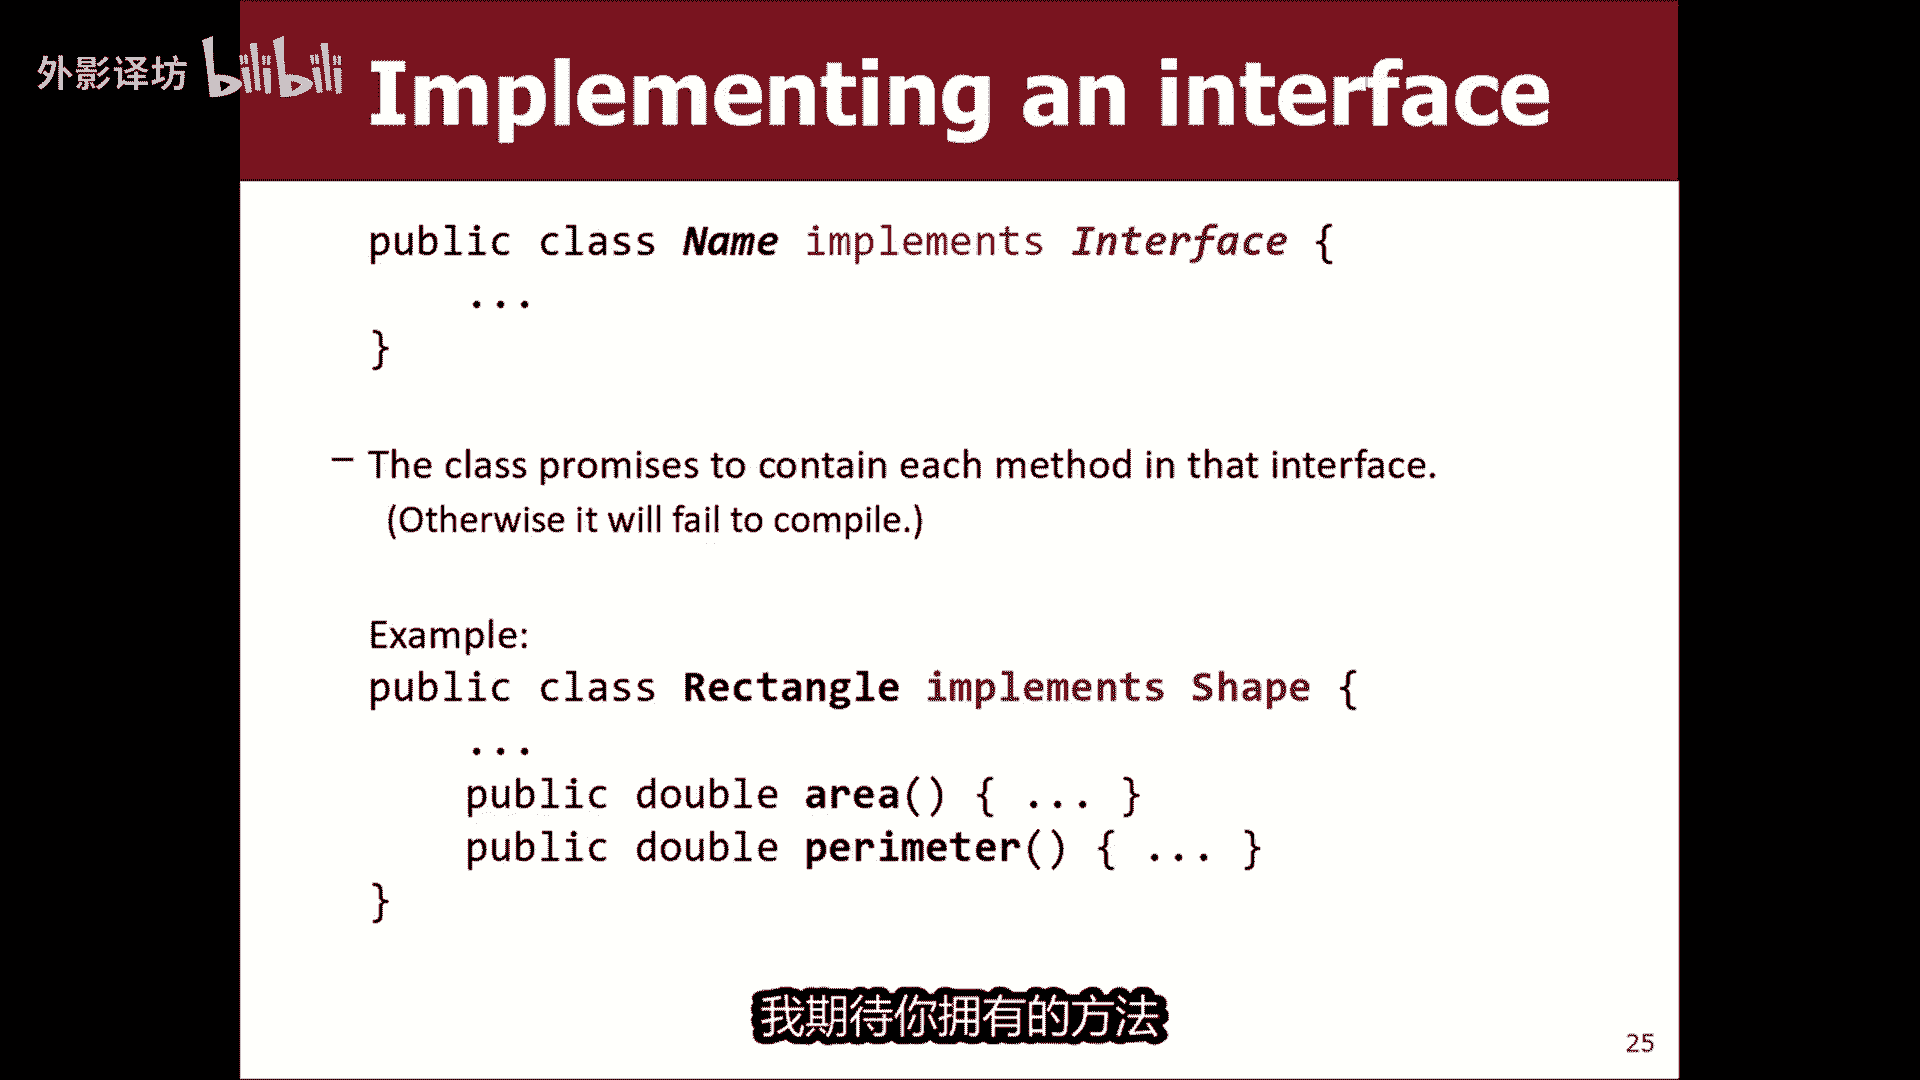 外影译坊 bilibili
Implementing an interface
public class Name implements Interface {
...
}
– The class promises to contain each method in that interface.
(Otherwise it will fail to compile.)
Example:
public class Rectangle implements Shape {
...
public double area() { ... }
public double perimeter() { ... }
}
我期待你拥有的方法
25